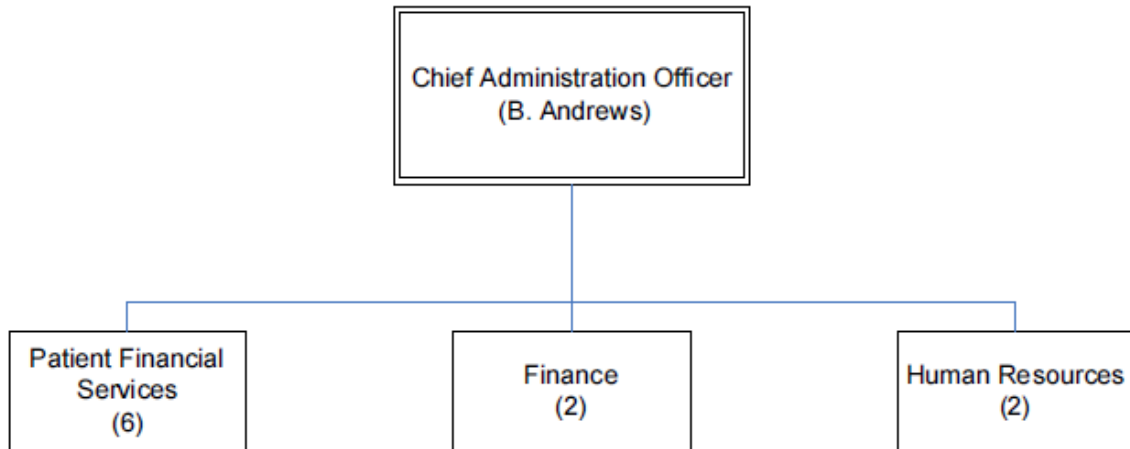 Chief Administration Officer
(B. Andrews)
Patient Financial
Services
(6)
Finance
(2)
Human Resources
(2)